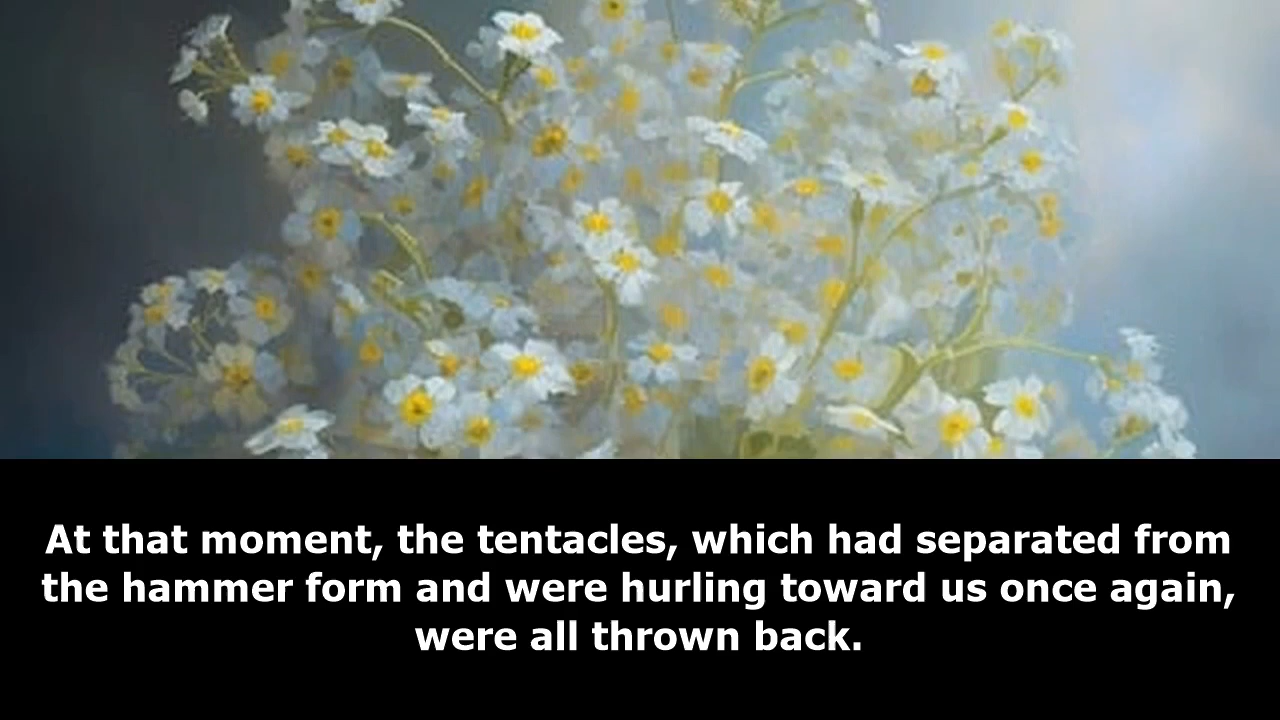 At that moment, the tentacles, which had separated from
the hammer form and were hurling toward us once again,
were all thrown back.